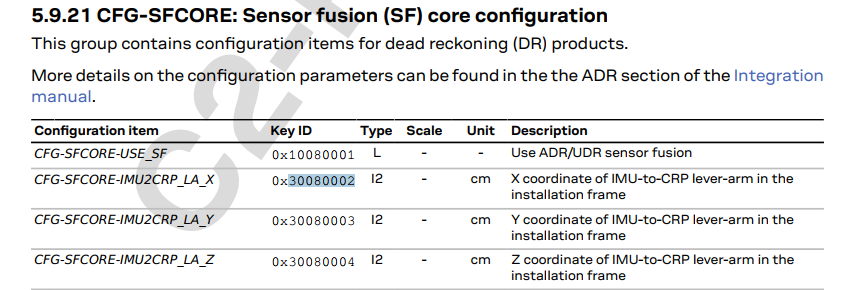 5.9.21 CFG-SFCORE: Sensor fusion (SF) core configuration
This group contains configuration items for dead reckoning (DR) products.
More details on the configuration parameters can be found in the the ADR section of the Integration
manual.
Configuration item Key ID Type Scale Unit Description
CFG-SFCORE-USE_SF 0x10080001 L - - Use ADR/UDR sensor fusion
CFG-SFCORE-IMU2CRP_LA_X 0x30080002 I2 - cm X coordinate of IMU-to-CRP lever-arm in the
installation frame
CFG-SFCORE-IMU2CRP_LA_Y 0x30080003 I2 - cm Y coordinate of IMU-to-CRP lever-arm in the
installation frame
CFG-SFCORE-IMU2CRP_LA_Z 0x30080004 I2 - cm Z coordinate of IMU-to-CRP lever-arm in the
installation frame